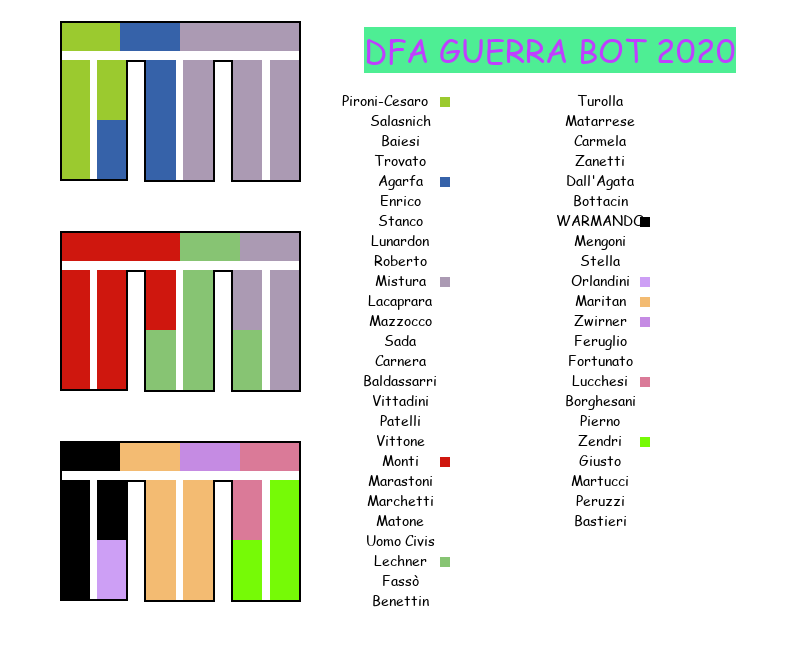 DFA GUERRA BOT 2020
Pironi-Cesaro
Salasnich
Baiesi
Trovato
Agarfa
Enrico
Stanco
Lunardon
Roberto
Mistura
Lacaprara
Mazzocco
Sada
Carnera
Baldassarri
Vittadini
Patelli
Vittone
Monti
Marastoni
Marchetti
Matone
Uomo Civis
Lechner
Fassò
Benettin
Turolla
Matarrese
Carmela
Zanetti
Dall'Agata
Bottacin
WARMANDO
Mengoni
Stella
Orlandini
Maritan
Zwirner
Feruglio
Fortunato
Lucchesi
Borghesani
Pierno
Zendri
Giusto
Martucci
Peruzzi
Bastieri